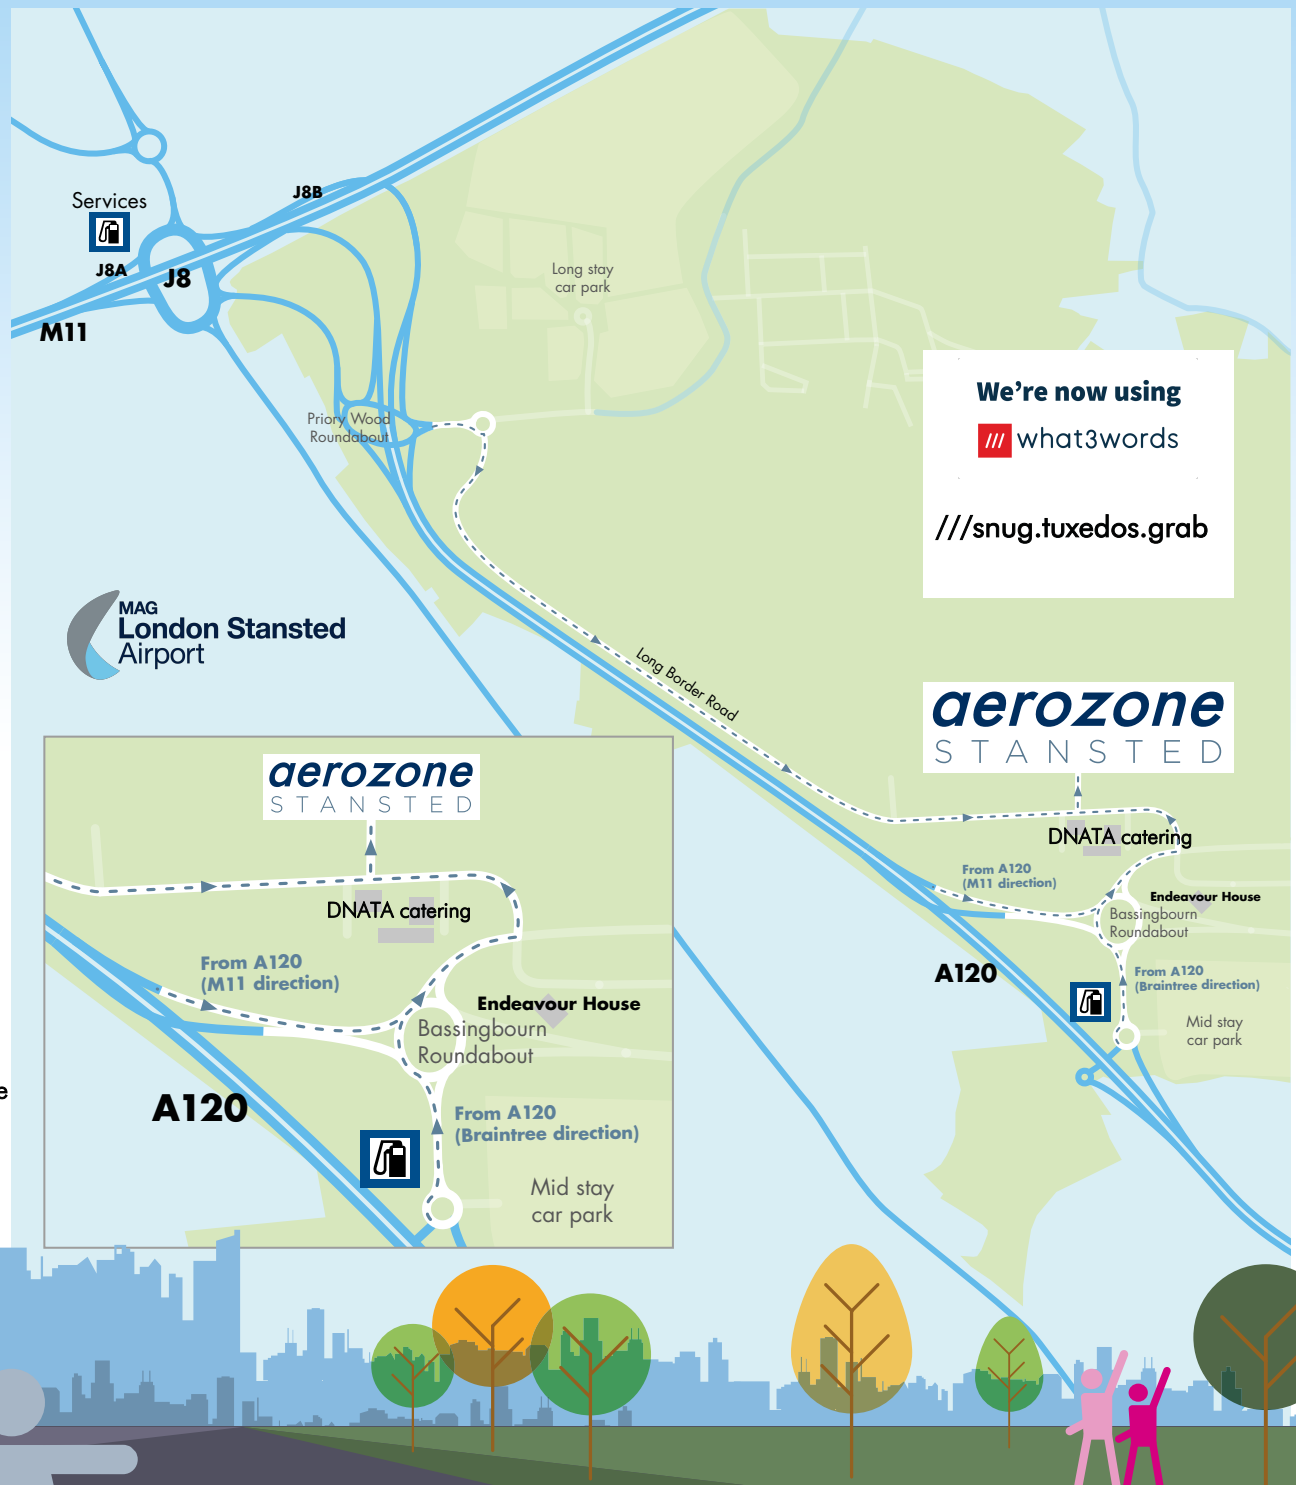 J8B
Services
J8A
J8
M11
Long stay
car park
Priory Wood
Roundabout
We're now using
///what3words
///snug.tuxedos.grab
MAG
London Stansted
Airport
Long Border Road
aerozone
STANSTED
DNATA catering
From A120
(M11 direction)
Endeavour House
Bassingbourn
Roundabout
A120
From A120
(Braintree direction)
Mid stay
car park
aerozone
STANSTED
DNATA catering
From A120
(M11 direction)
Endeavour House
Bassingbourn
Roundabout
A120
From A120
(Braintree direction)
Mid stay
car park
e